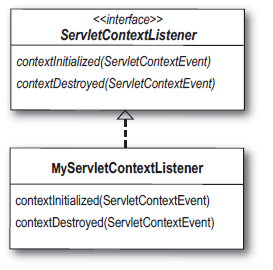 <<interface>>
ServletContextListener
contextInitialized(ServletContextEvent)
contextDestroyed(ServletContextEvent)
MyServletContextListener
contextInitialized(ServletContextEvent)
contextDestroyed(ServletContextEvent)